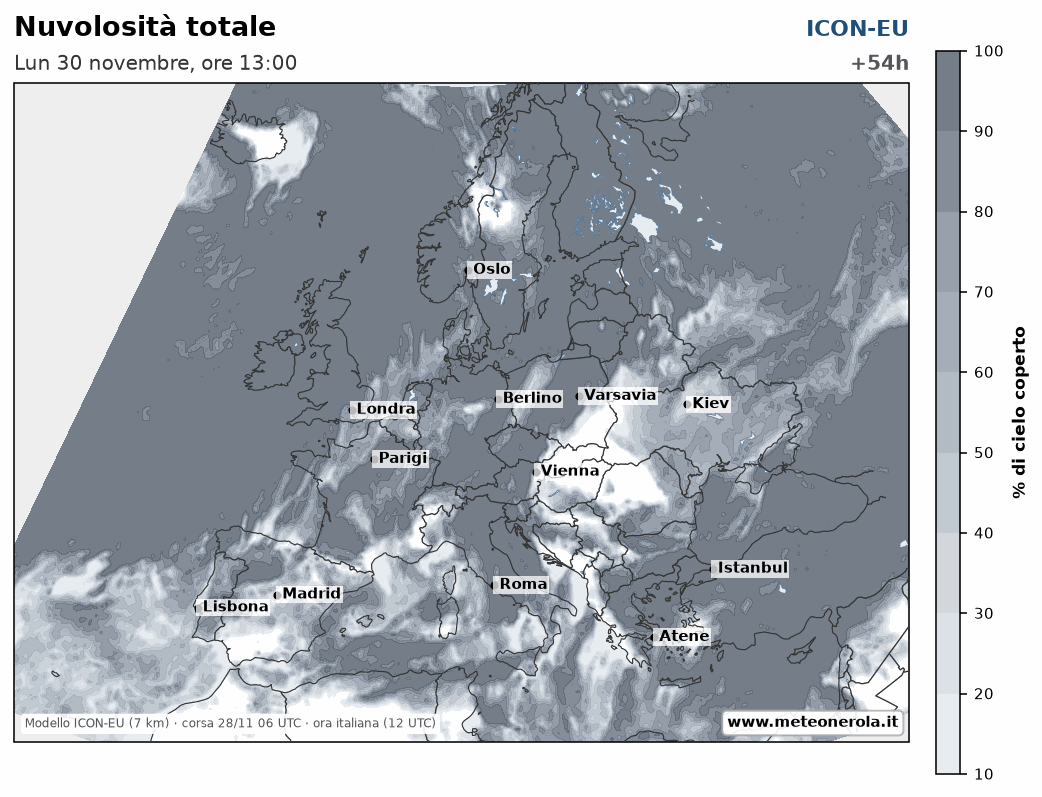 Nuvolosità totale
ICON-EU
Lun 30 novembre, ore 13:00
+54h
100
90
80
70
60
50
40
30
20
10
% di cielo coperto
Oslo
Londra
Berlino
Varsavia
Kiev
Parigi
Vienna
Roma
Istanbul
Madrid
Lisbona
Atene
Modello ICON-EU (7 km) · corsa 28/11 06 UTC · ora italiana (12 UTC)
www.meteonerola.it